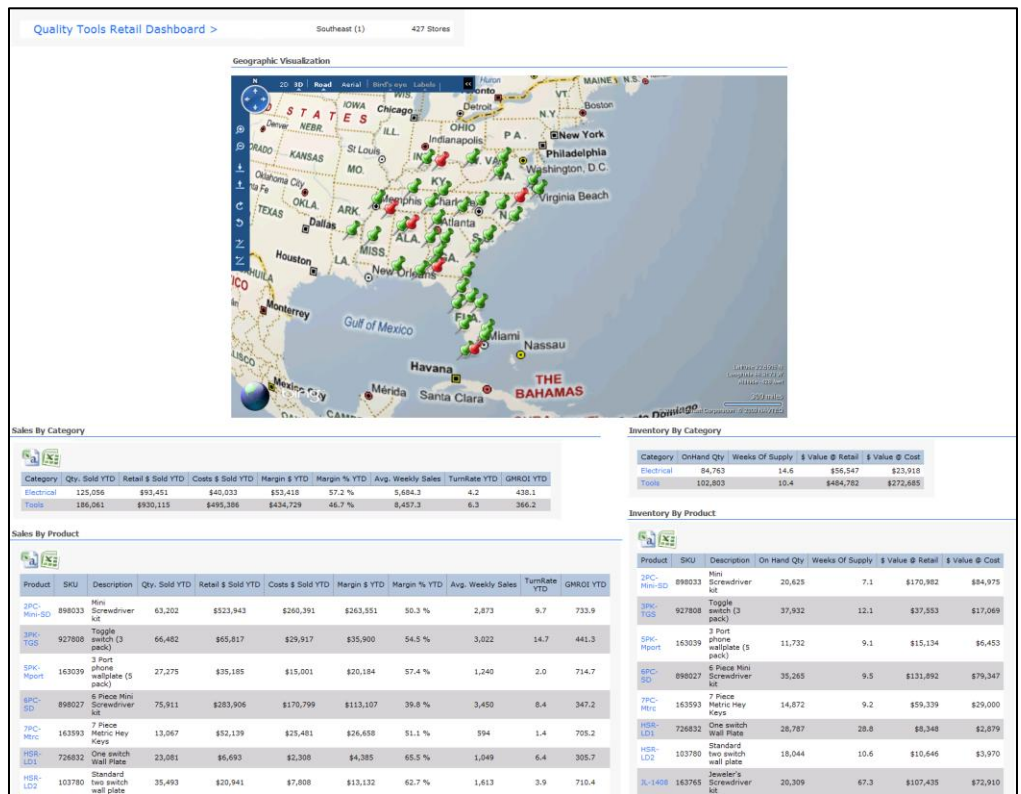 Quality Tools Retail Dashboard > Southeast (1) 427 Stores
Geographic Visualization
2D 3D Road Aerial Bird's eye Labels
Huron
MAINE
N.S.
WIS.
VT.
IOWA
Chicago
Detroit
Boston
N.Y.
STATES
Denver
NEBR.
ILL.
OHIO
PA.
New York
Indianapolis
Philadelphia
KANSAS
St Louis
Washington, D.C.
MO.
KY.
VA.
Oklahoma City
Virginia Beach
OKLA.
ARK.
Memphis
TEXAS
Dallas
Atlanta
ALA.
MISS.
Houston
LA.
New Orleans
Monterrey
Gulf of Mexico
FLA.
Miami
Nassau
Havana
THE
BAHAMAS
Mexico City
Mérida
Santa Clara
200 miles
Sales By Category
Category Qty. Sold YTD Retail $ Sold YTD Costs $ Sold YTD Margin $ YTD Margin % YTD Avg. Weekly Sales TurnRate YTD GMROI YTD
Electrical 125,056 $93,451 $40,033 $53,418 57.2 % 5,684.3 4.2 438.1
Tools 186,061 $930,115 $495,386 $434,729 46.7 % 8,457.3 6.3 366.2
Inventory By Category
Category OnHand Qty Weeks Of Supply $ Value @ Retail $ Value @ Cost
Electrical 84,763 14.6 $56,547 $23,918
Tools 102,803 10.4 $484,782 $272,685
Sales By Product
Product SKU Description Qty. Sold YTD Retail $ Sold YTD Costs $ Sold YTD Margin $ YTD Margin % YTD Avg. Weekly Sales TurnRate YTD GMROI YTD
2PC-Mini-SD 898033 Mini Screwdriver kit 63,202 $523,943 $260,391 $263,551 50.3 % 2,873 9.7 733.9
3PK-TGS 927808 Toggle switch (3 pack) 66,482 $65,817 $29,917 $35,900 54.5 % 3,022 14.7 441.3
5PK-Mport 163039 3 Port phone wallplate (5 pack) 27,275 $35,185 $15,001 $20,184 57.4 % 1,240 2.0 714.7
6PC-SD 898027 6 Piece Mini Screwdriver kit 75,911 $283,906 $170,799 $113,107 39.8 % 3,450 8.4 347.2
7PC-Mtrc 163593 7 Piece Metric Hey Keys 13,067 $52,139 $25,481 $26,658 51.1 % 594 1.4 705.2
HSR-LD1 726832 One switch Wall Plate 23,081 $6,693 $2,308 $4,385 65.5 % 1,049 6.4 305.7
HSR-LD2 103780 Standard two switch wall plate 35,493 $20,941 $7,808 $13,132 62.7 % 1,613 3.9 710.4
Inventory By Product
Product SKU Description On Hand Qty Weeks Of Supply $ Value @ Retail $ Value @ Cost
2PC-Mini-SD 898033 Mini Screwdriver kit 20,625 7.1 $170,982 $84,975
3PK-TGS 927808 Toggle switch (3 pack) 37,932 12.1 $37,553 $17,069
5PK-Mport 163039 3 Port phone wallplate (5 pack) 11,732 9.1 $15,134 $6,453
6PC-SD 898027 6 Piece Mini Screwdriver kit 35,265 9.5 $131,892 $79,347
7PC-Mtrc 163593 7 Piece Metric Hey Keys 14,872 9.2 $59,339 $29,000
HSR-LD1 726832 One switch Wall Plate 28,787 28.8 $8,348 $2,879
HSR-LD2 103780 Standard two switch wall plate 18,044 10.6 $10,646 $3,970
JL-1408 163765 Jeweler's Screwdriver kit 20,309 67.3 $107,435 $72,910